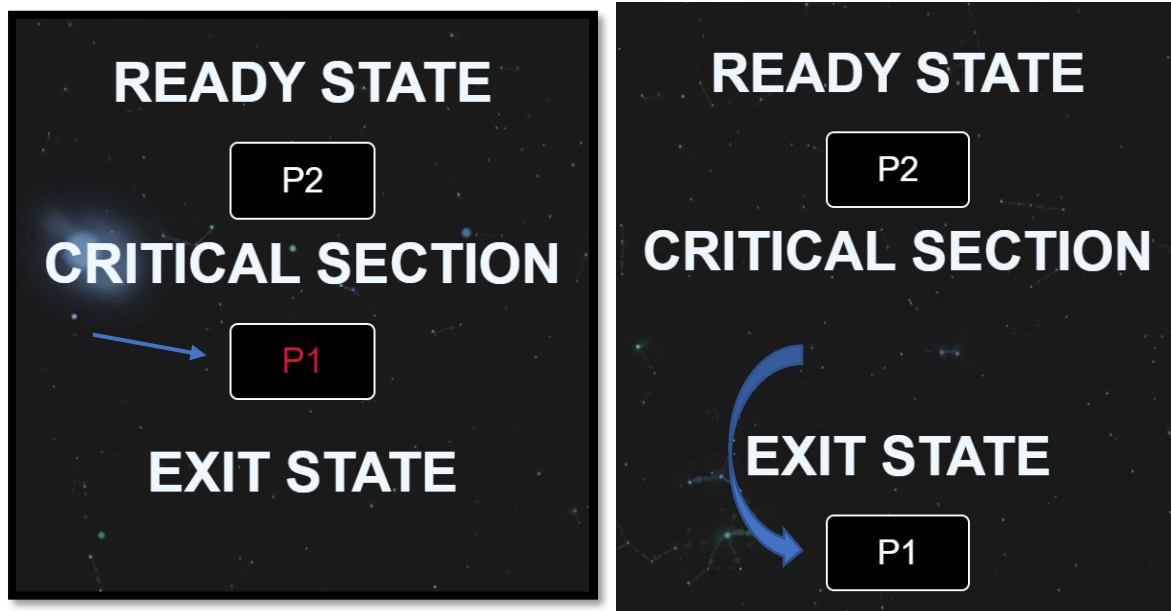 READY STATE
P2
CRITICAL SECTION
P1
EXIT STATE
READY STATE
P2
CRITICAL SECTION
EXIT STATE
P1